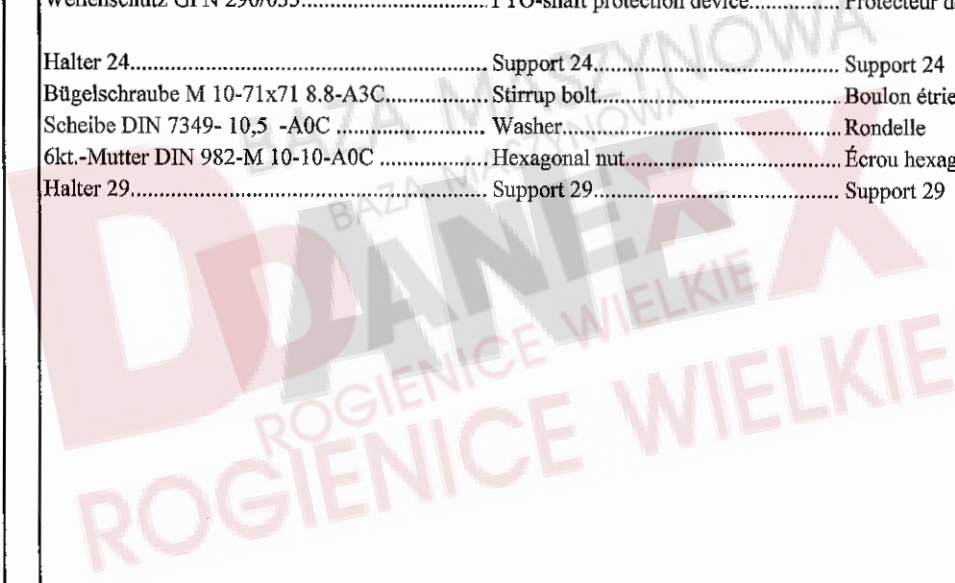 Wellenschutz GPN 290/055................................PTO-shaft protection device............... Protecteur d
Halter 24................................................................ Support 24........................................... Support 24
Bügelschraube M 10-71x71 8.8-A3C.................. Stirrup bolt........................................... Boulon étrie
Scheibe DIN 7349- 10,5 -A0C .......................... Washer................................................. Rondelle
6kt.-Mutter DIN 982-M 10-10-A0C ................... Hexagonal nut....................................... Écrou hexag
Halter 29................................................................ Support 29........................................... Support 29
BAZA MASZYNOWA
BAZA MASZYNOWA
DANEX
ROGIENICE WIELKIE
ROGIENICE WIELKIE